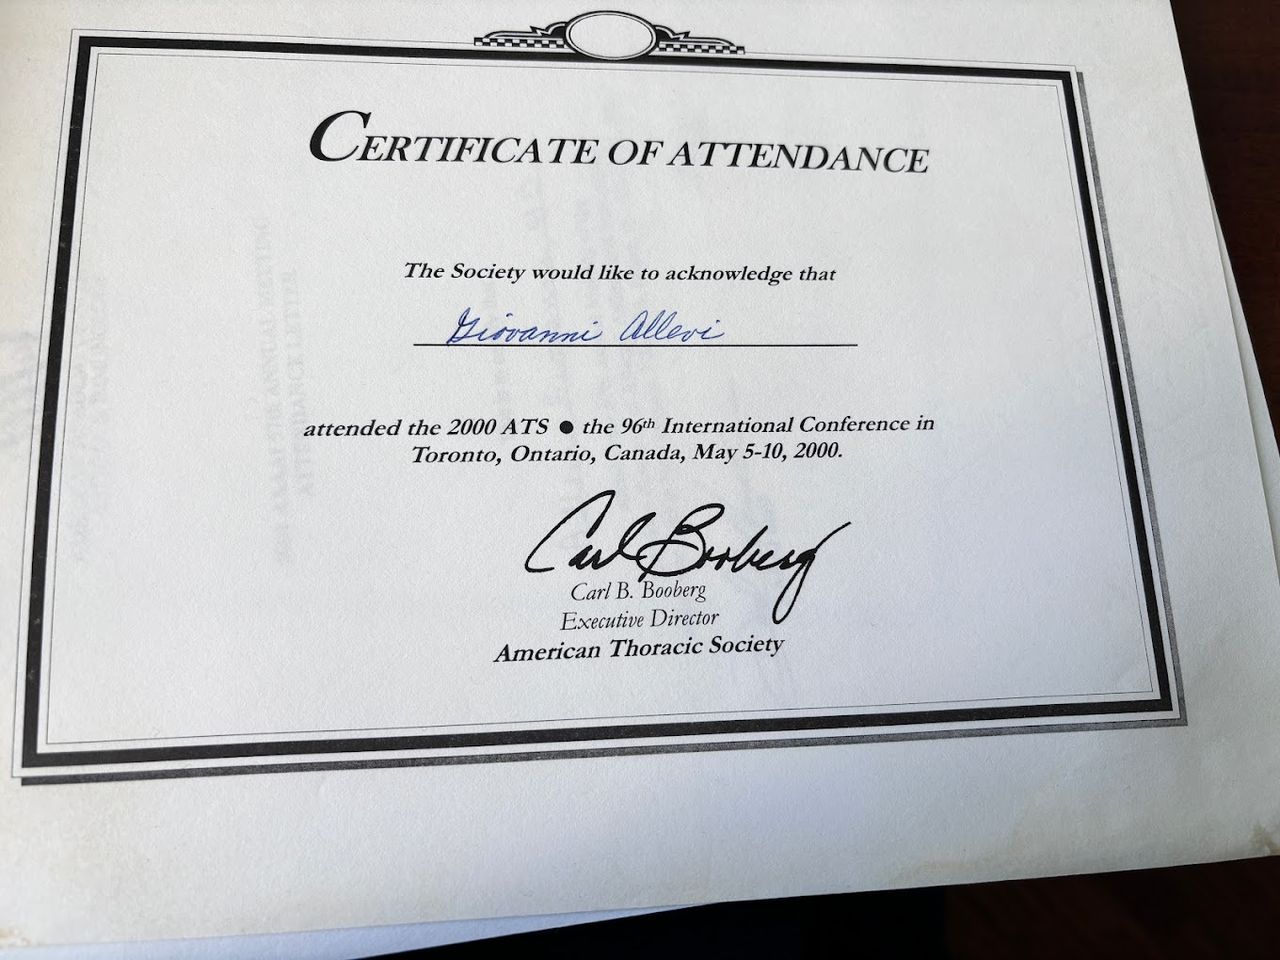 CERTIFICATE OF ATTENDANCE
The Society would like to acknowledge that
Giovanni Allevi
attended the 2000 ATS ● the 96th International Conference in
Toronto, Ontario, Canada, May 5-10, 2000.
Carl Booberg
Carl B. Booberg
Executive Director
American Thoracic Society